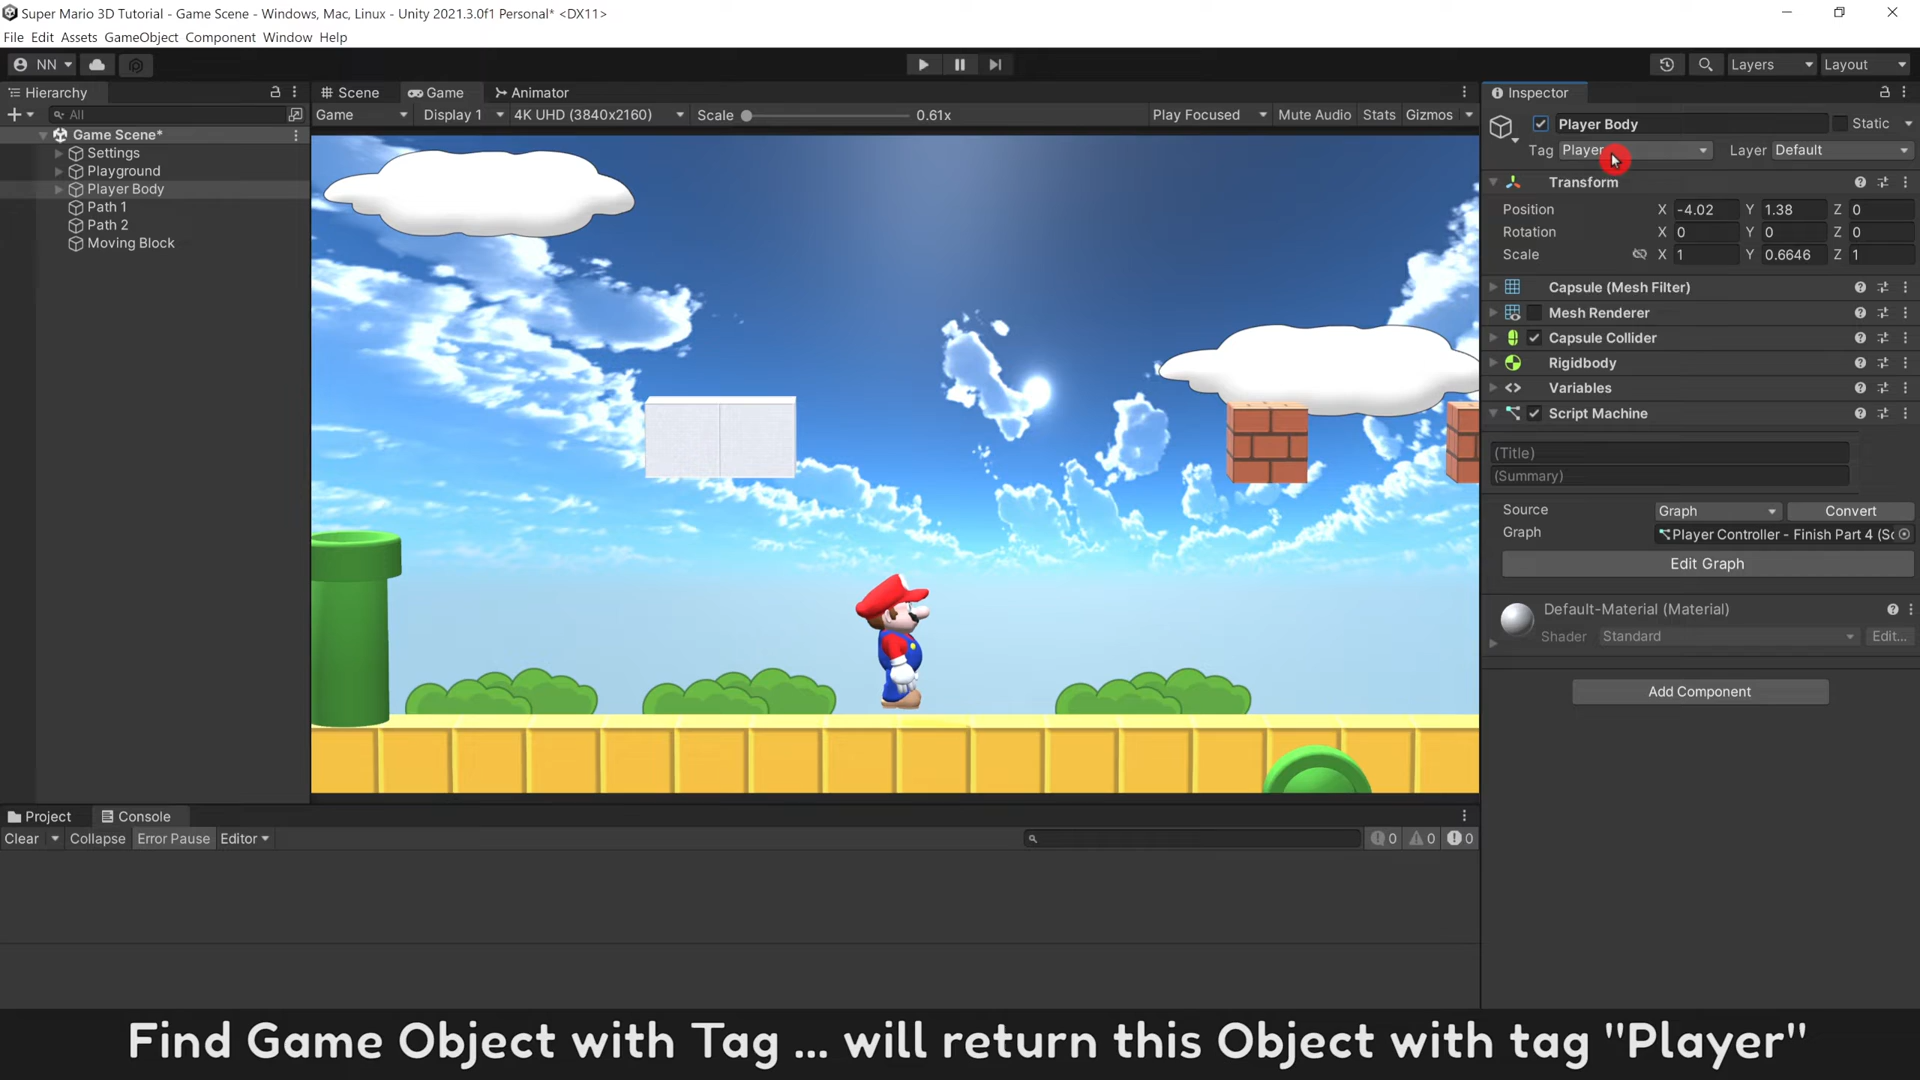 Super Mario 3D Tutorial - Game Scene - Windows, Mac, Linux - Unity 2021.3.0f1 Personal* <DX11>
File Edit Assets GameObject Component Window Help
NN Layers Layout
Hierarchy Scene Game Animator Inspector
All Game Display 1 4K UHD (3840x2160) Scale 0.61x Play Focused Mute Audio Stats Gizmos
Player Body Static
Game Scene*
Settings
Playground
Player Body
Path 1
Path 2
Moving Block
Tag Player Layer Default
Transform
Position X -4.02 Y 1.38 Z 0
Rotation X 0 Y 0 Z 0
Scale X 1 Y 0.6646 Z 1
Capsule (Mesh Filter)
Mesh Renderer
Capsule Collider
Rigidbody
Variables
Script Machine
(Title)
(Summary)
Source Graph Convert
Graph Player Controller - Finish Part 4 (Sc
Edit Graph
Default-Material (Material)
Shader Standard Edit...
Add Component
Project Console
Clear Collapse Error Pause Editor 0 0 0
Find Game Object with Tag ... will return this Object with tag "Player"